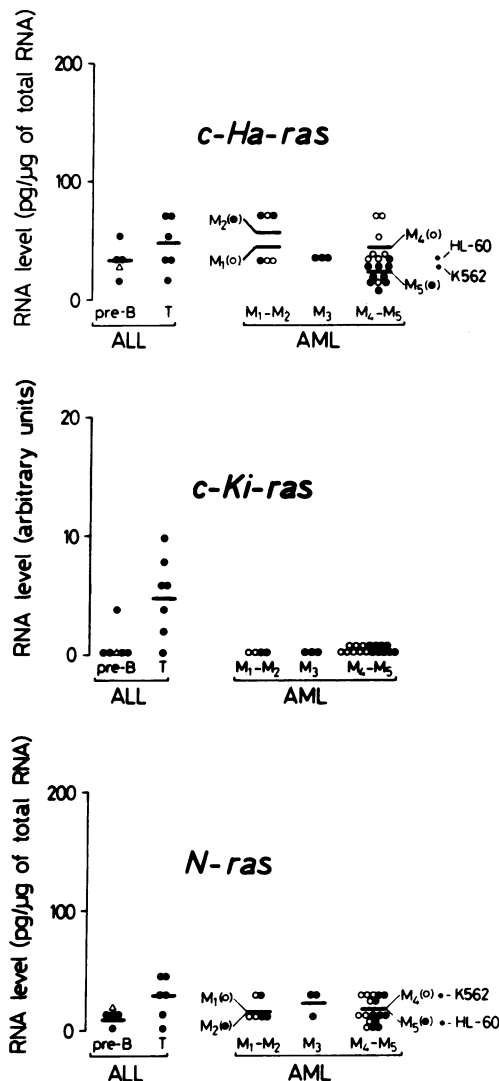 RNA level (pg/µg of total RNA)
200
100
0
c-Ha-ras
M₂(●)
M₁(○)
M₄(○)
M₅(●)
HL-60
K562
pre-B
T
M₁-M₂
M₃
M₄-M₅
ALL
AML
RNA level (arbitrary units)
20
10
0
c-Ki-ras
pre-B
T
M₁-M₂
M₃
M₄-M₅
ALL
AML
RNA level (pg/µg of total RNA)
200
100
0
N-ras
M₁(○)
M₂(●)
M₄(○)
M₅(●)
K562
HL-60
pre-B
T
M₁-M₂
M₃
M₄-M₅
ALL
AML